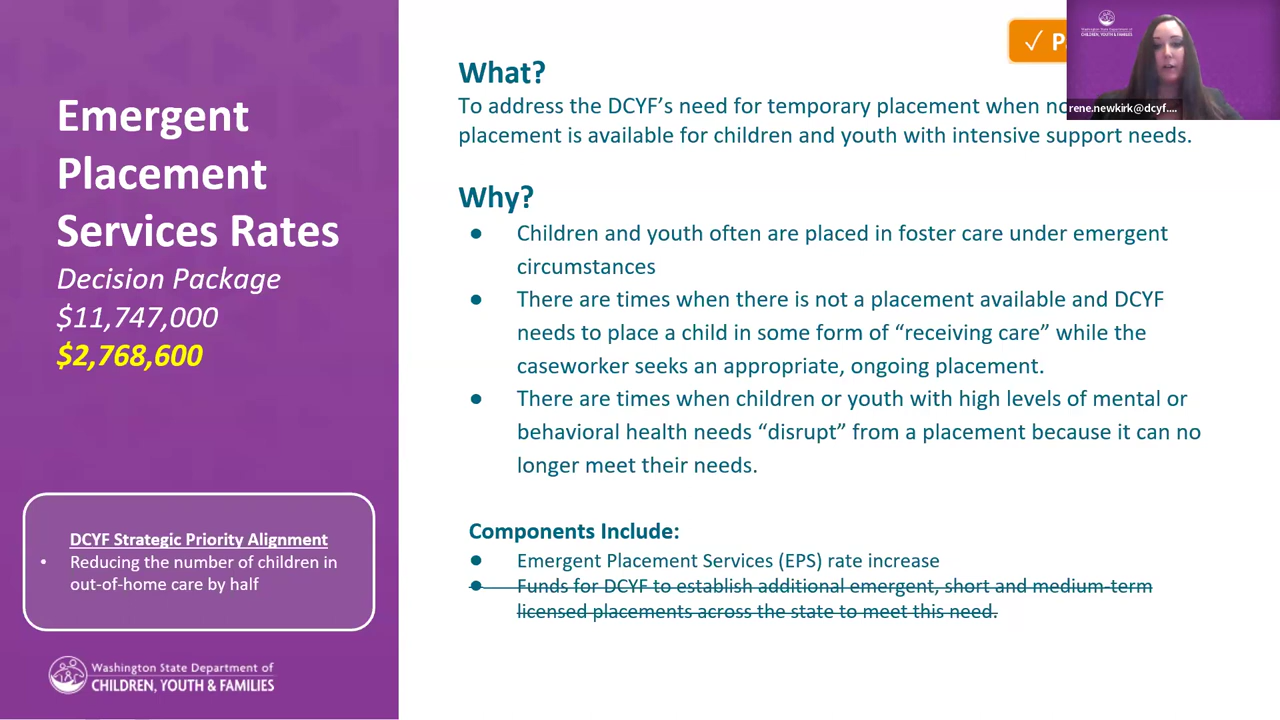 Emergent
Placement
Services Rates
Decision Package
$11,747,000
$2,768,600
DCYF Strategic Priority Alignment
• Reducing the number of children in
out-of-home care by half
Washington State Department of
CHILDREN, YOUTH & FAMILIES
✓
What?
To address the DCYF’s need for temporary placement when
placement is available for children and youth with intensive support needs.
Why?
● Children and youth often are placed in foster care under emergent
circumstances
● There are times when there is not a placement available and DCYF
needs to place a child in some form of “receiving care” while the
caseworker seeks an appropriate, ongoing placement.
● There are times when children or youth with high levels of mental or
behavioral health needs “disrupt” from a placement because it can no
longer meet their needs.
Components Include:
● Emergent Placement Services (EPS) rate increase
● Funds for DCYF to establish additional emergent, short and medium-term
licensed placements across the state to meet this need.
Washington State Department of
CHILDREN, YOUTH & FAMILIES
rene.newkirk@dcyf....